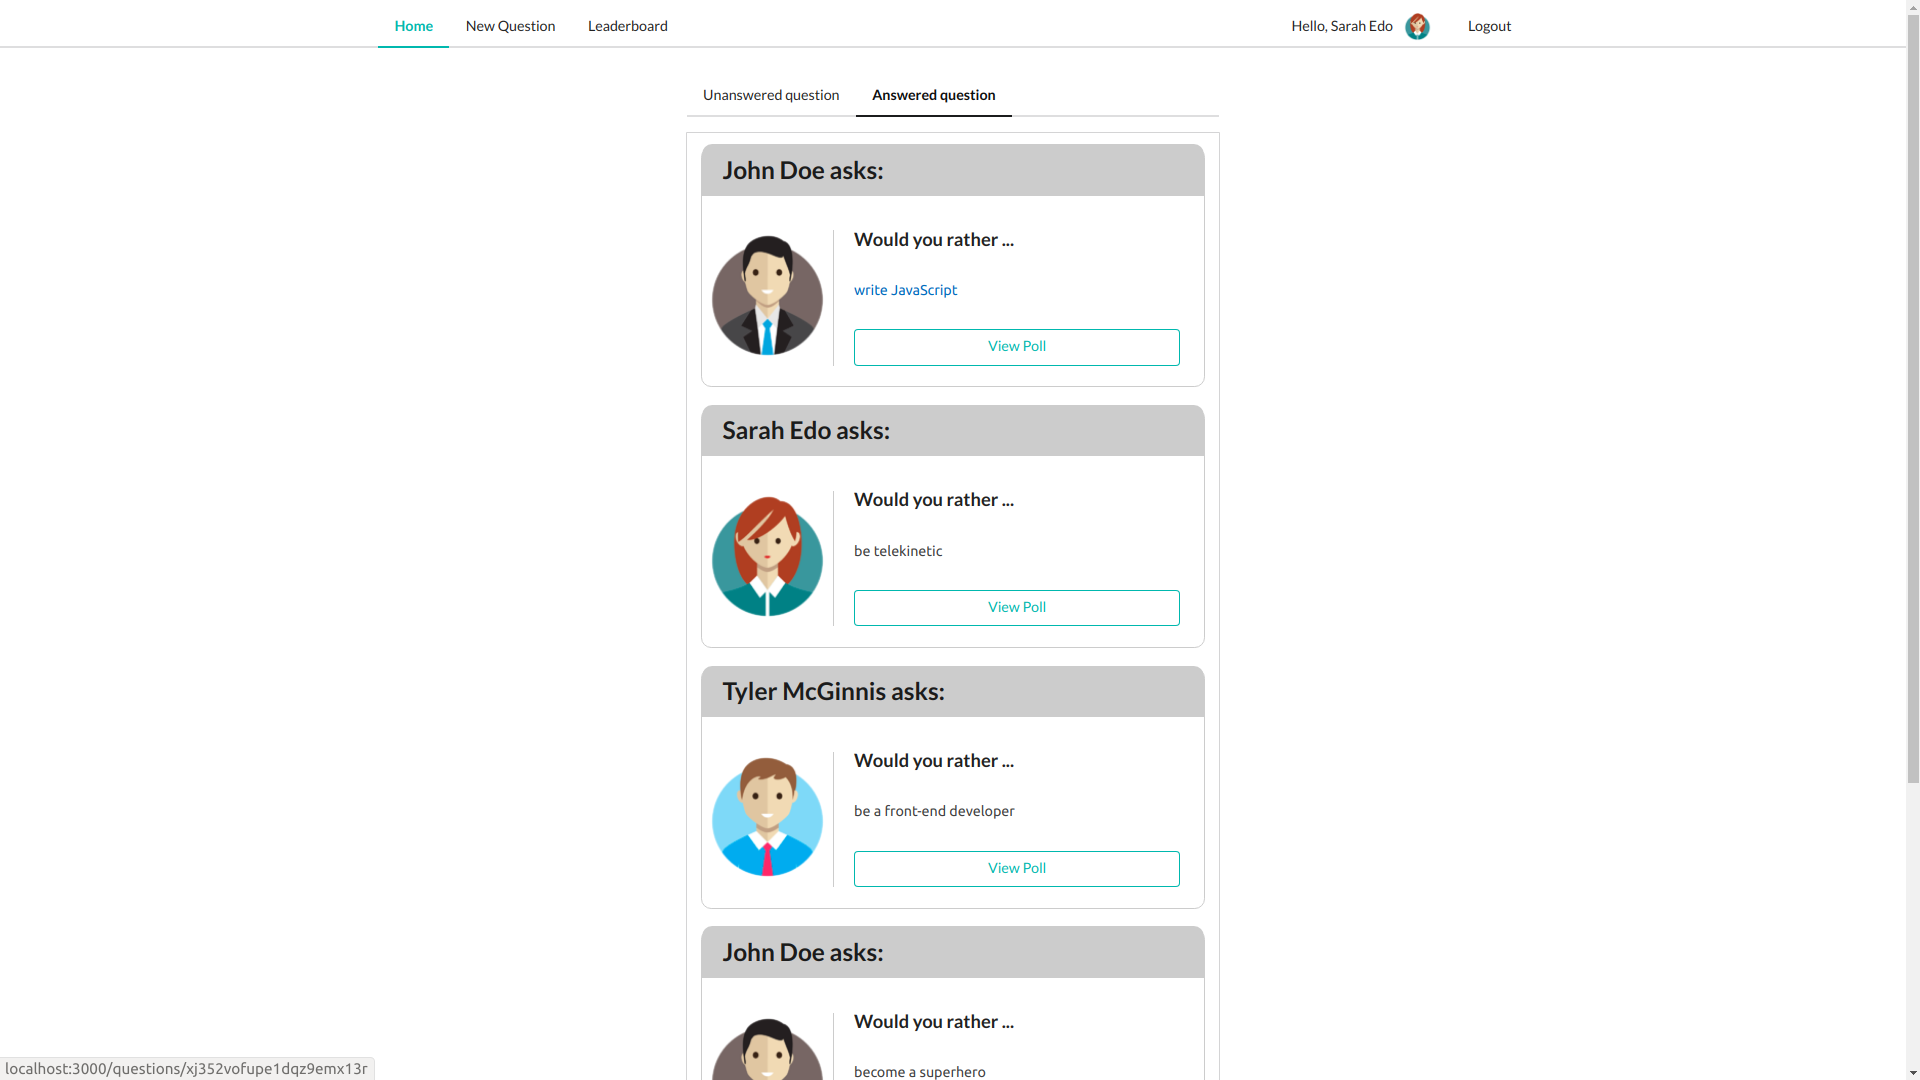 Home New Question Leaderboard Hello, Sarah Edo Logout
Unanswered question Answered question
John Doe asks:
Would you rather ...
write JavaScript
View Poll
Sarah Edo asks:
Would you rather ...
be telekinetic
View Poll
Tyler McGinnis asks:
Would you rather ...
be a front-end developer
View Poll
John Doe asks:
Would you rather ...
become a superhero
localhost:3000/questions/xj352vofupe1dqz9emx13r